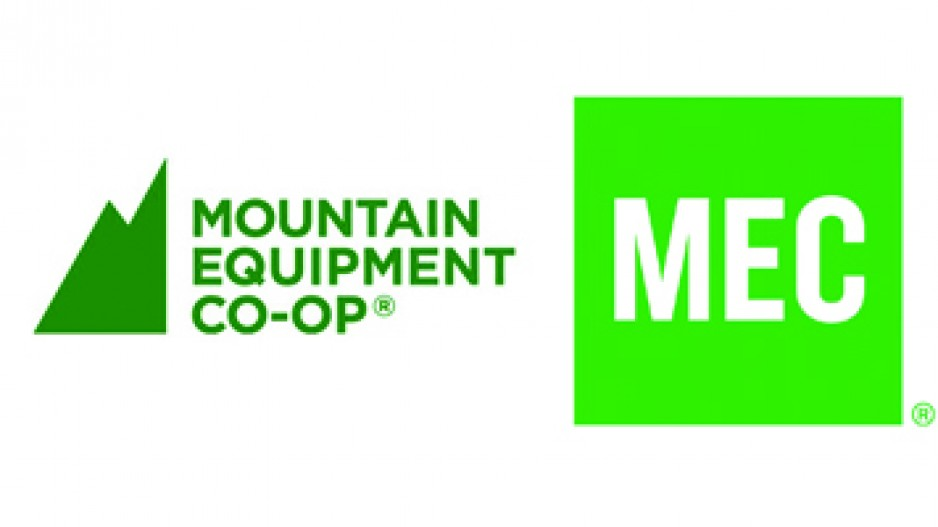 MOUNTAIN
EQUIPMENT
CO-OP®
MEC
®